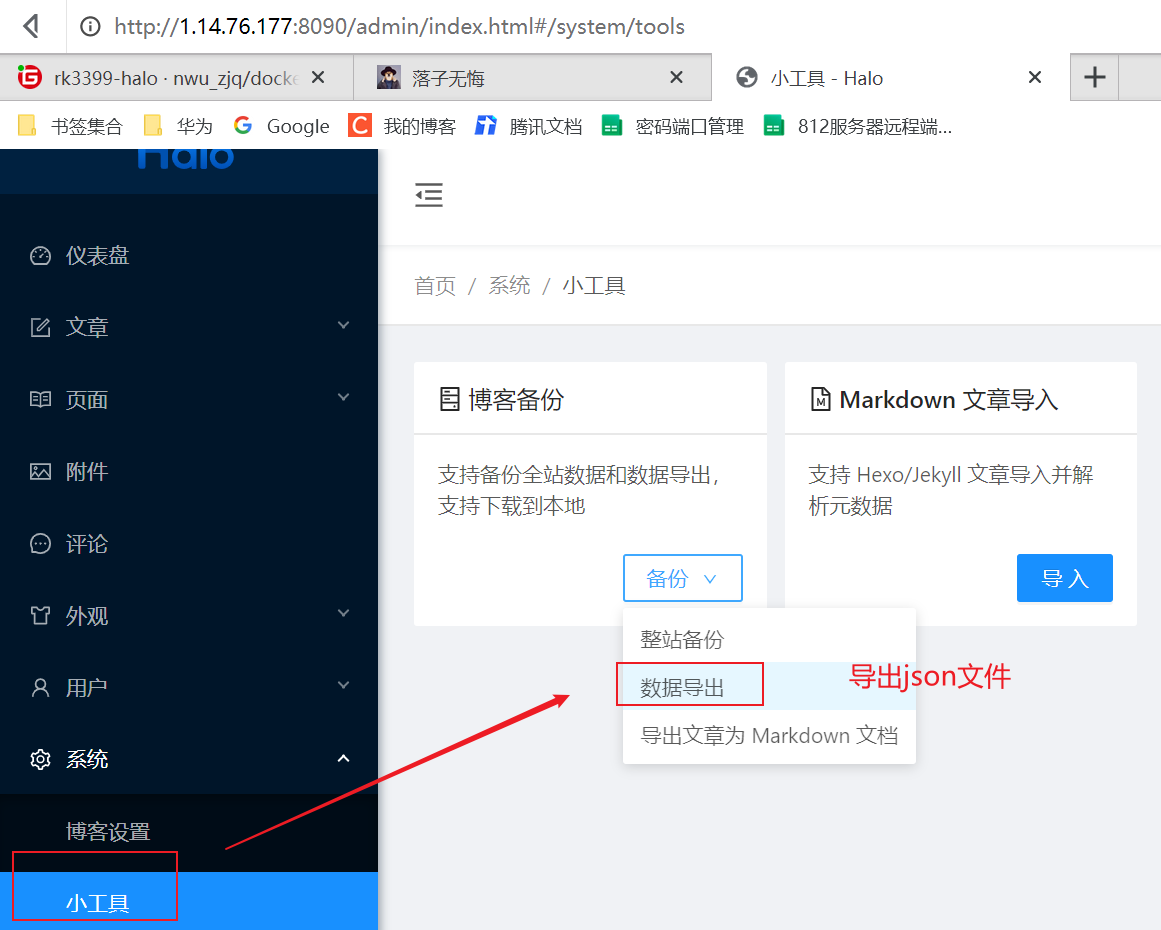 http://1.14.76.177:8090/admin/index.html#/system/tools
rk3399-halo · nwu_zjq/docke
落子无悔
小工具 - Halo
书签集合
华为
Google
我的博客
腾讯文档
密码端口管理
812服务器远程端...
Halo
仪表盘
文章
页面
附件
评论
外观
用户
系统
博客设置
小工具
首页 / 系统 / 小工具
博客备份
支持备份全站数据和数据导出，
支持下载到本地
备份
整站备份
数据导出
导出文章为 Markdown 文档
导出json文件
Markdown 文章导入
支持 Hexo/Jekyll 文章导入并解
析元数据
导 入